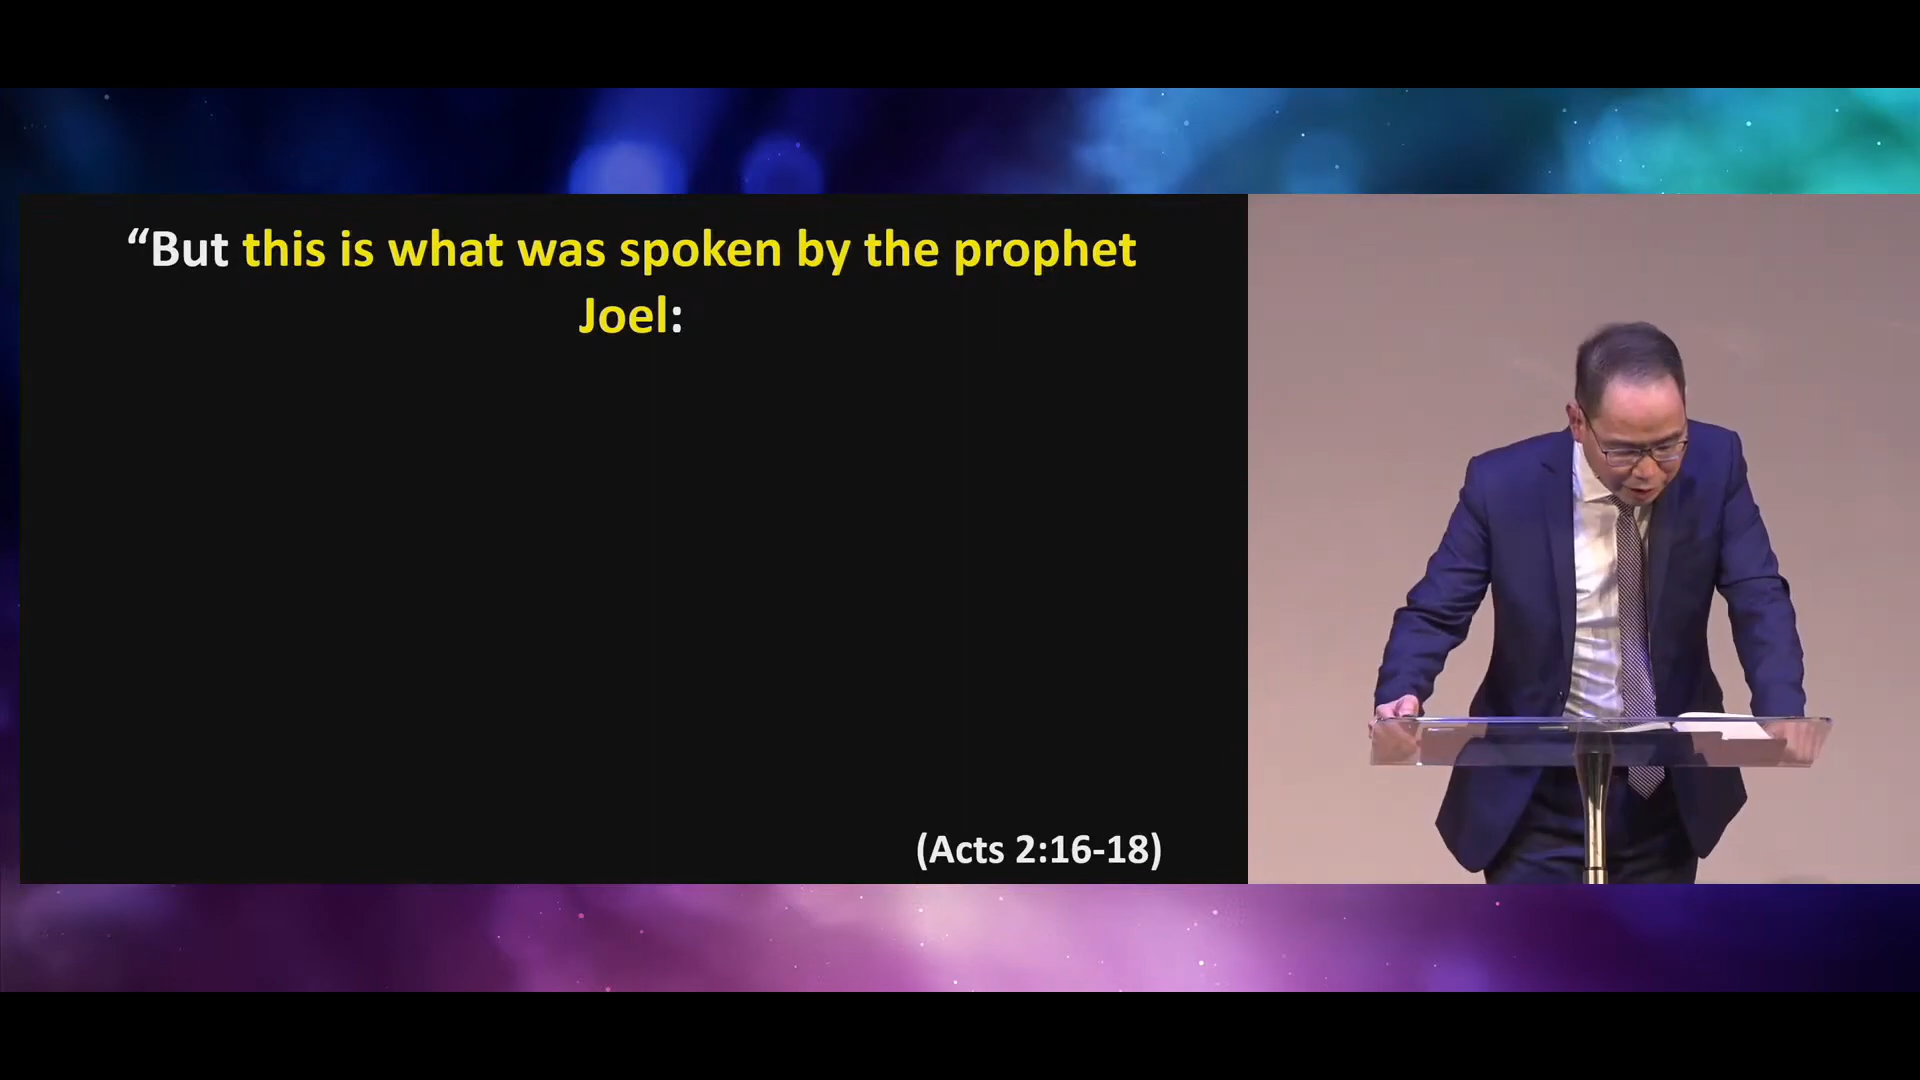 “But this is what was spoken by the prophet
Joel:
(Acts 2:16-18)